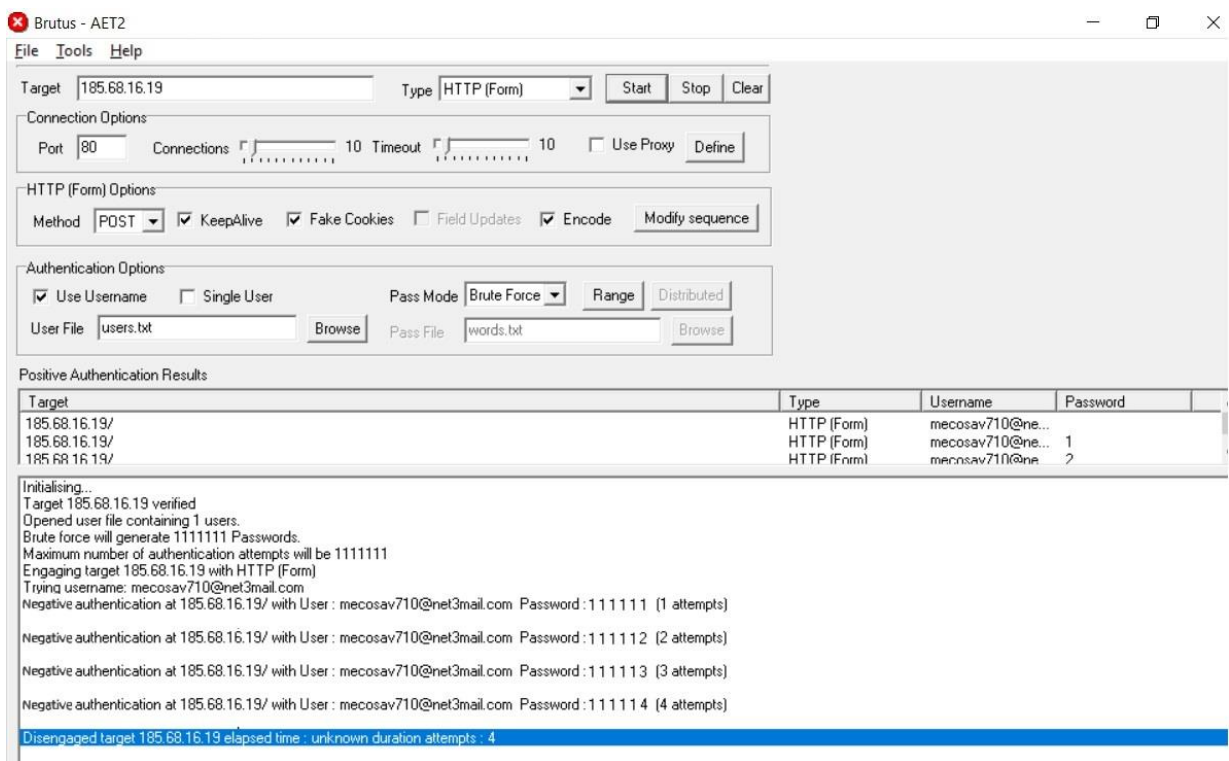 Brutus - AET2
File Tools Help
Target 185.68.16.19 Type HTTP (Form) Start Stop Clear
Connection Options
Port 80 Connections 10 Timeout 10 Use Proxy Define
HTTP (Form) Options
Method POST KeepAlive Fake Cookies Field Updates Encode Modify sequence
Authentication Options
Use Username Single User Pass Mode Brute Force Range Distributed
User File users.txt Browse Pass File words.txt Browse
Positive Authentication Results
Target Type Username Password
185.68.16.19/ HTTP (Form) mecosav710@ne...
185.68.16.19/ HTTP (Form) mecosav710@ne... 1
185.68.16.19/ HTTP (Form) mecosav710@ne 2
Initialising...
Target 185.68.16.19 verified
Opened user file containing 1 users.
Brute force will generate 1111111 Passwords.
Maximum number of authentication attempts will be 1111111
Engaging target 185.68.16.19 with HTTP (Form)
Trying username: mecosav710@net3mail.com
Negative authentication at 185.68.16.19/ with User : mecosav710@net3mail.com Password : 111111 (1 attempts)
Negative authentication at 185.68.16.19/ with User : mecosav710@net3mail.com Password : 111112 (2 attempts)
Negative authentication at 185.68.16.19/ with User : mecosav710@net3mail.com Password : 111113 (3 attempts)
Negative authentication at 185.68.16.19/ with User : mecosav710@net3mail.com Password : 111114 (4 attempts)
Disengaged target 185.68.16.19 elapsed time : unknown duration attempts : 4